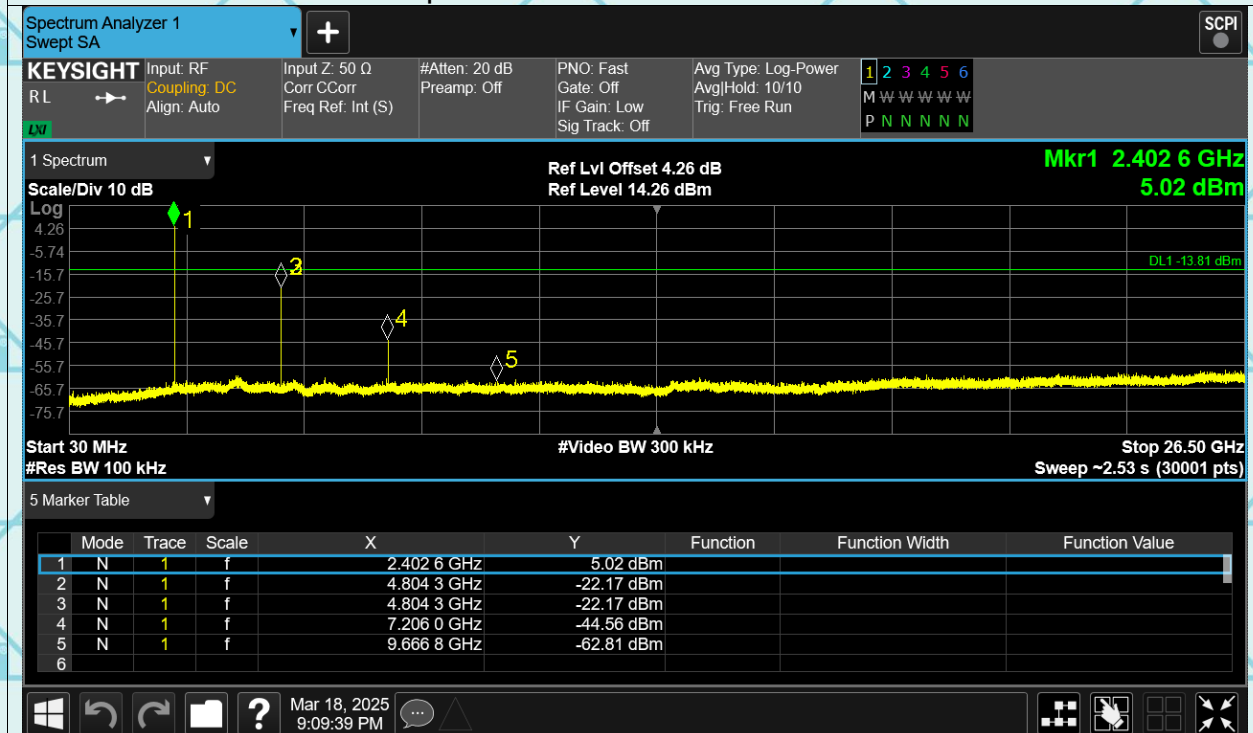 Spectrum Analyzer 1
Swept SA
+
SCPI
KEYSIGHT
RL
LXI
Input: RF
Coupling: DC
Align: Auto
Input Z: 50 Ω
Corr CCorr
Freq Ref: Int (S)
#Atten: 20 dB
Preamp: Off
PNO: Fast
Gate: Off
IF Gain: Low
Sig Track: Off
Avg Type: Log-Power
Avg|Hold: 10/10
Trig: Free Run
1 2 3 4 5 6
M W W W W W
P N N N N N
1 Spectrum
Scale/Div 10 dB
Ref Lvl Offset 4.26 dB
Ref Level 14.26 dBm
Mkr1 2.402 6 GHz
5.02 dBm
Log
4.26
-5.74
-15.7
-25.7
-35.7
-45.7
-55.7
-65.7
-75.7
1
3
4
5
DL1 -13.81 dBm
Start 30 MHz
#Res BW 100 kHz
#Video BW 300 kHz
Stop 26.50 GHz
Sweep ~2.53 s (30001 pts)
5 Marker Table
Mode Trace Scale X Y Function Function Width Function Value
1 N 1 f 2.402 6 GHz 5.02 dBm
2 N 1 f 4.804 3 GHz -22.17 dBm
3 N 1 f 4.804 3 GHz -22.17 dBm
4 N 1 f 7.206 0 GHz -44.56 dBm
5 N 1 f 9.666 8 GHz -62.81 dBm
6
?
Mar 18, 2025
9:09:39 PM